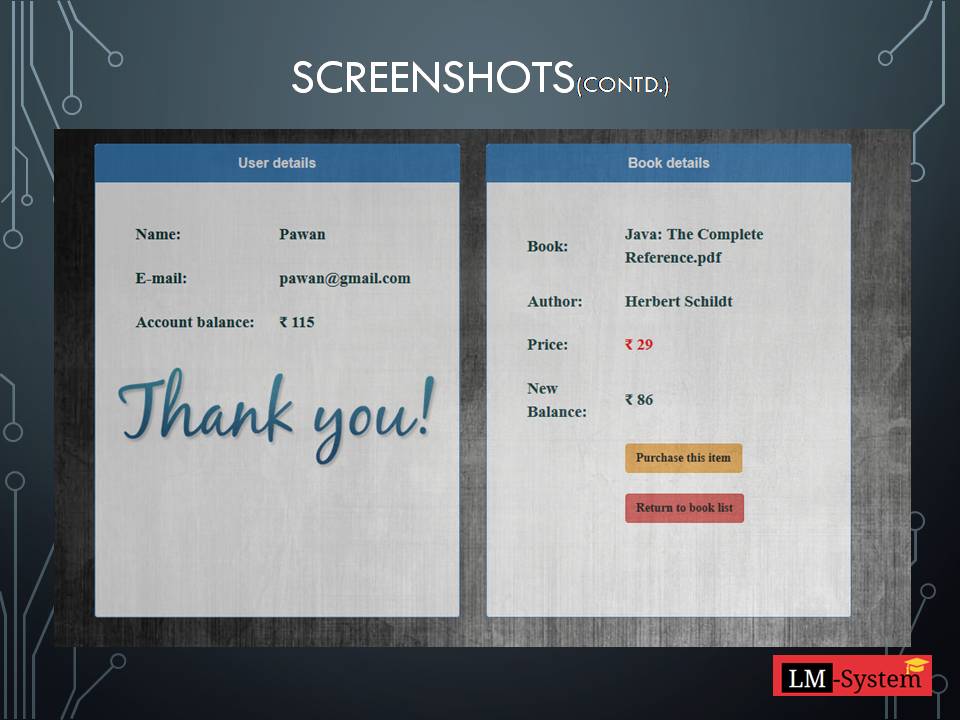 SCREENSHOTS(CONTD.)
User details
Name: Pawan
E-mail: pawan@gmail.com
Account balance: ₹ 115
Thank you!
Book details
Book: Java: The Complete
Reference.pdf
Author: Herbert Schildt
Price: ₹ 29
New
Balance: ₹ 86
Purchase this item
Return to book list
LM-System